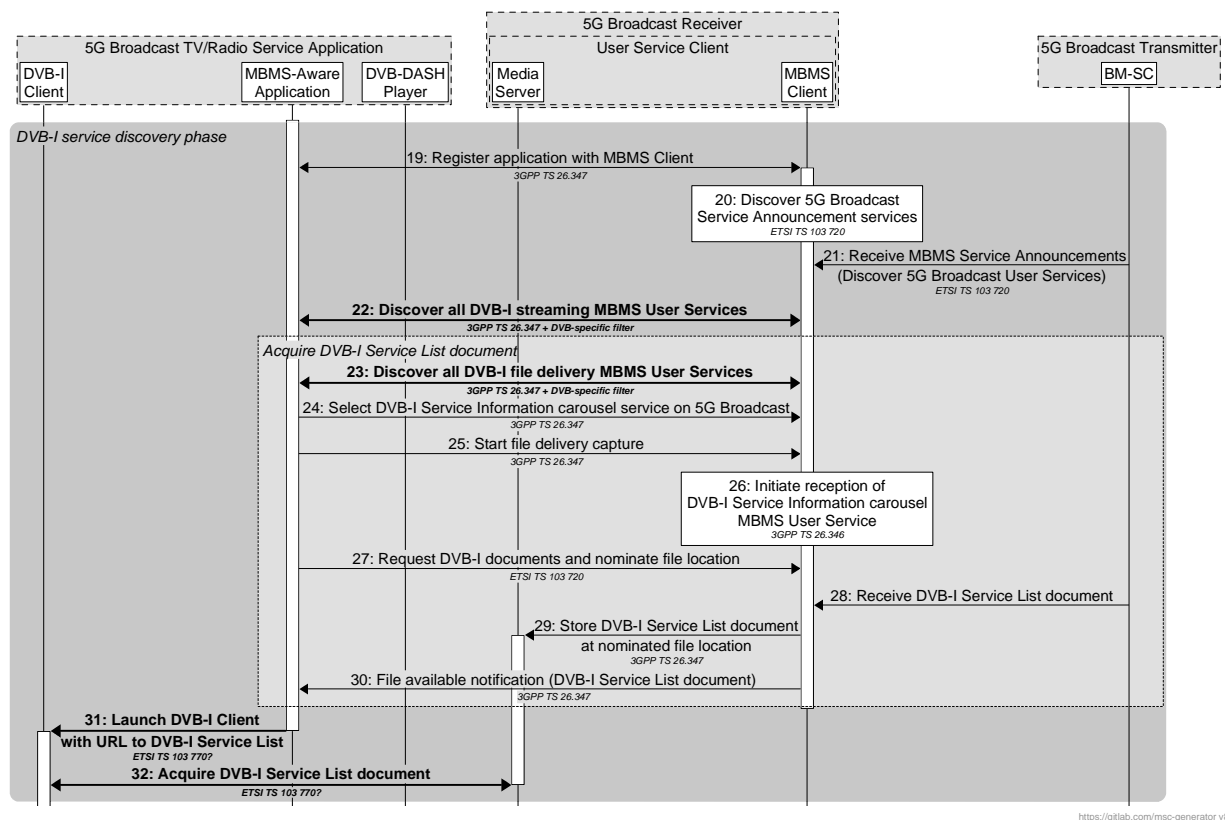 5G Broadcast Receiver
5G Broadcast TV/Radio Service Application
User Service Client
5G Broadcast Transmitter
DVB-I
Client
MBMS-Aware
Application
DVB-DASH
Player
Media
Server
MBMS
Client
BM-SC
DVB-I service discovery phase
19: Register application with MBMS Client
3GPP TS 26.347
20: Discover 5G Broadcast
Service Announcement services
ETSI TS 103 720
21: Receive MBMS Service Announcements
(Discover 5G Broadcast User Services)
ETSI TS 103 720
22: Discover all DVB-I streaming MBMS User Services
3GPP TS 26.347 + DVB-specific filter
Acquire DVB-I Service List document
23: Discover all DVB-I file delivery MBMS User Services
3GPP TS 26.347 + DVB-specific filter
24: Select DVB-I Service Information carousel service on 5G Broadcast
3GPP TS 26.347
25: Start file delivery capture
3GPP TS 26.347
26: Initiate reception of
DVB-I Service Information carousel
MBMS User Service
3GPP TS 26.346
27: Request DVB-I documents and nominate file location
ETSI TS 103 720
28: Receive DVB-I Service List document
29: Store DVB-I Service List document
at nominated file location
3GPP TS 26.347
30: File available notification (DVB-I Service List document)
3GPP TS 26.347
31: Launch DVB-I Client
with URL to DVB-I Service List
ETSI TS 103 770?
32: Acquire DVB-I Service List document
ETSI TS 103 770?
https://gitlab.com/msc-generator